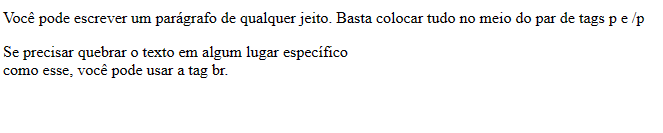 Você pode escrever um parágrafo de qualquer jeito. Basta colocar tudo no meio do par de tags p e /p
Se precisar quebrar o texto em algum lugar específico
como esse, você pode usar a tag br.